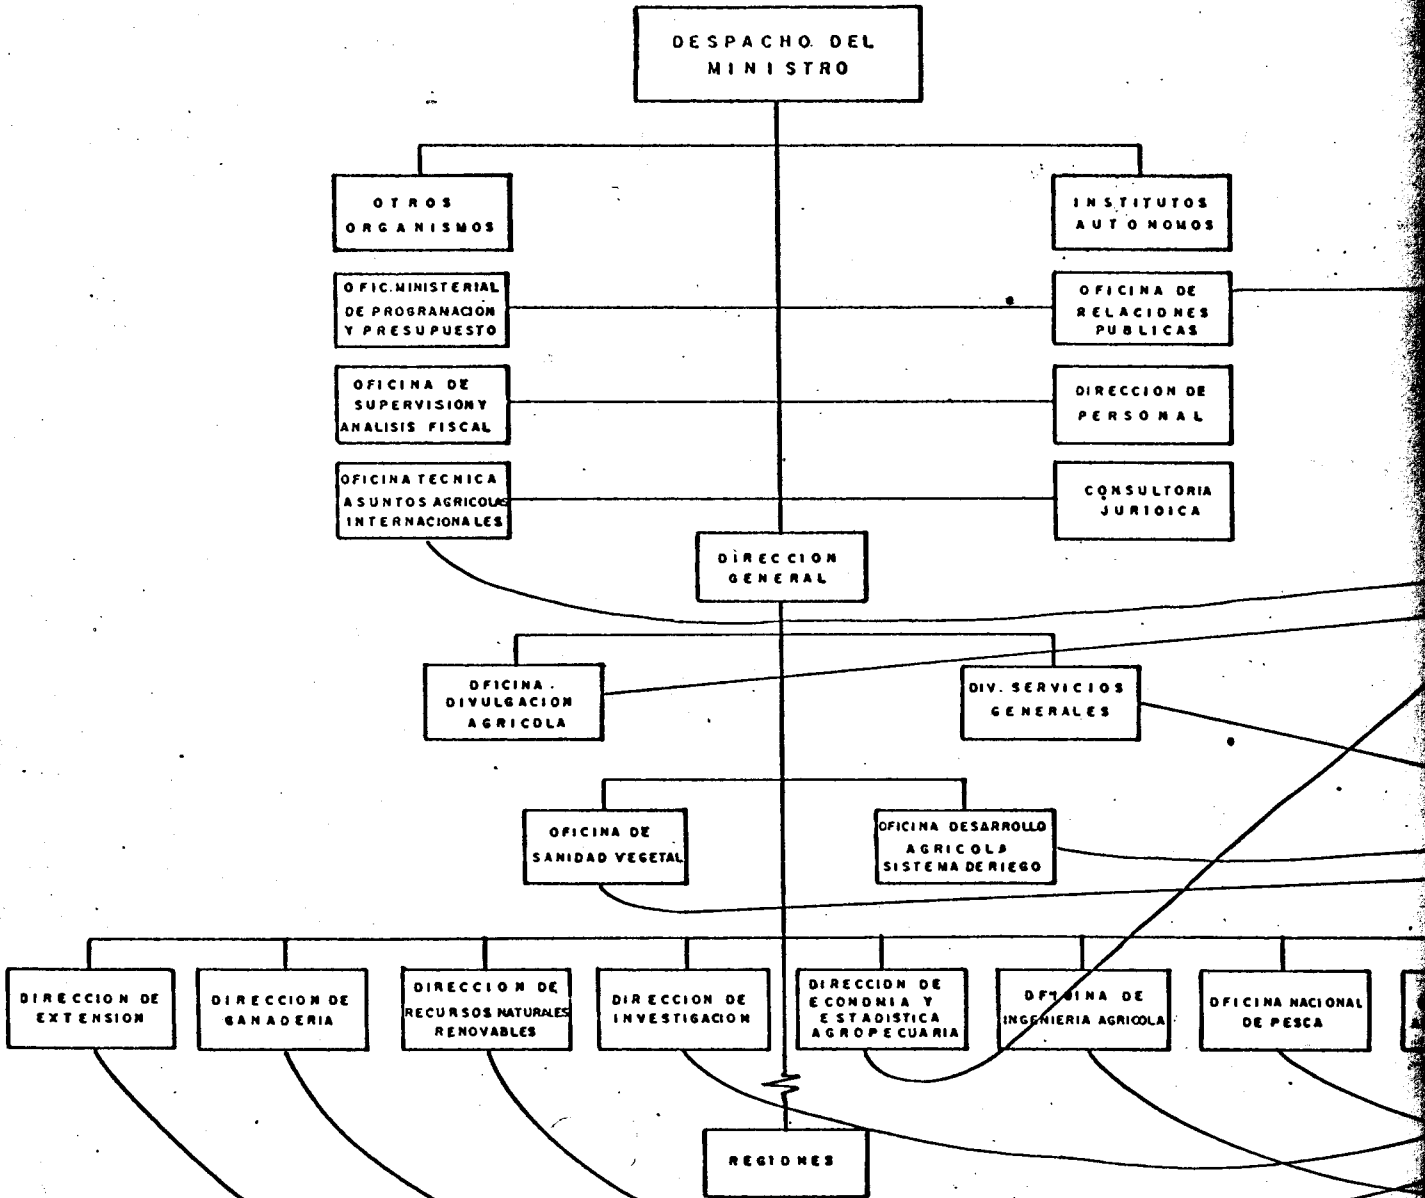 DESPACHO DEL
MINISTRO
OTROS
ORGANISMOS
INSTITUTOS
AUTONOMOS
OFIC. MINISTERIAL
DE PROGRAMACION
Y PRESUPUESTO
OFICINA DE
RELACIONES
PUBLICAS
OFICINA DE
SUPERVISION Y
ANALISIS FISCAL
DIRECCION DE
PERSONAL
OFICINA TECNICA
ASUNTOS AGRICOLAS
INTERNACIONALES
CONSULTORIA
JURIDICA
DIRECCION
GENERAL
OFICINA
DIVULGACION
AGRICOLA
DIV. SERVICIOS
GENERALES
OFICINA DE
SANIDAD VEGETAL
OFICINA DESARROLLO
AGRICOLA
SISTEMA DE RIEGO
DIRECCION DE
EXTENSION
DIRECCION DE
GANADERIA
DIRECCION DE
RECURSOS NATURALES
RENOVABLES
DIRECCION DE
INVESTIGACION
DIRECCION DE
ECONOMIA Y
ESTADISTICA
AGROPECUARIA
OFICINA DE
INGENIERIA AGRICOLA
OFICINA NACIONAL
DE PESCA
REGIONES